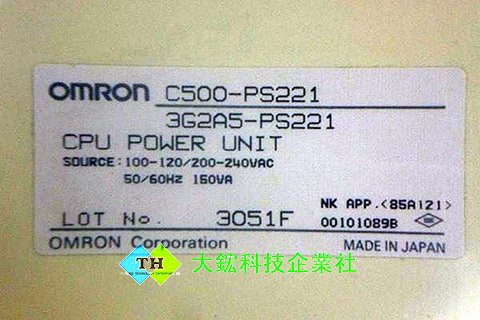 OMRON C500-PS221
3G2A5-PS221
CPU POWER UNIT
SOURCE: 100-120/200-240VAC
50/60HZ 150VA
NK APP.<85A121>
LOT No. 3051F 00101089B
OMRON Corporation MADE IN JAPAN
TH 大鋐科技企業社